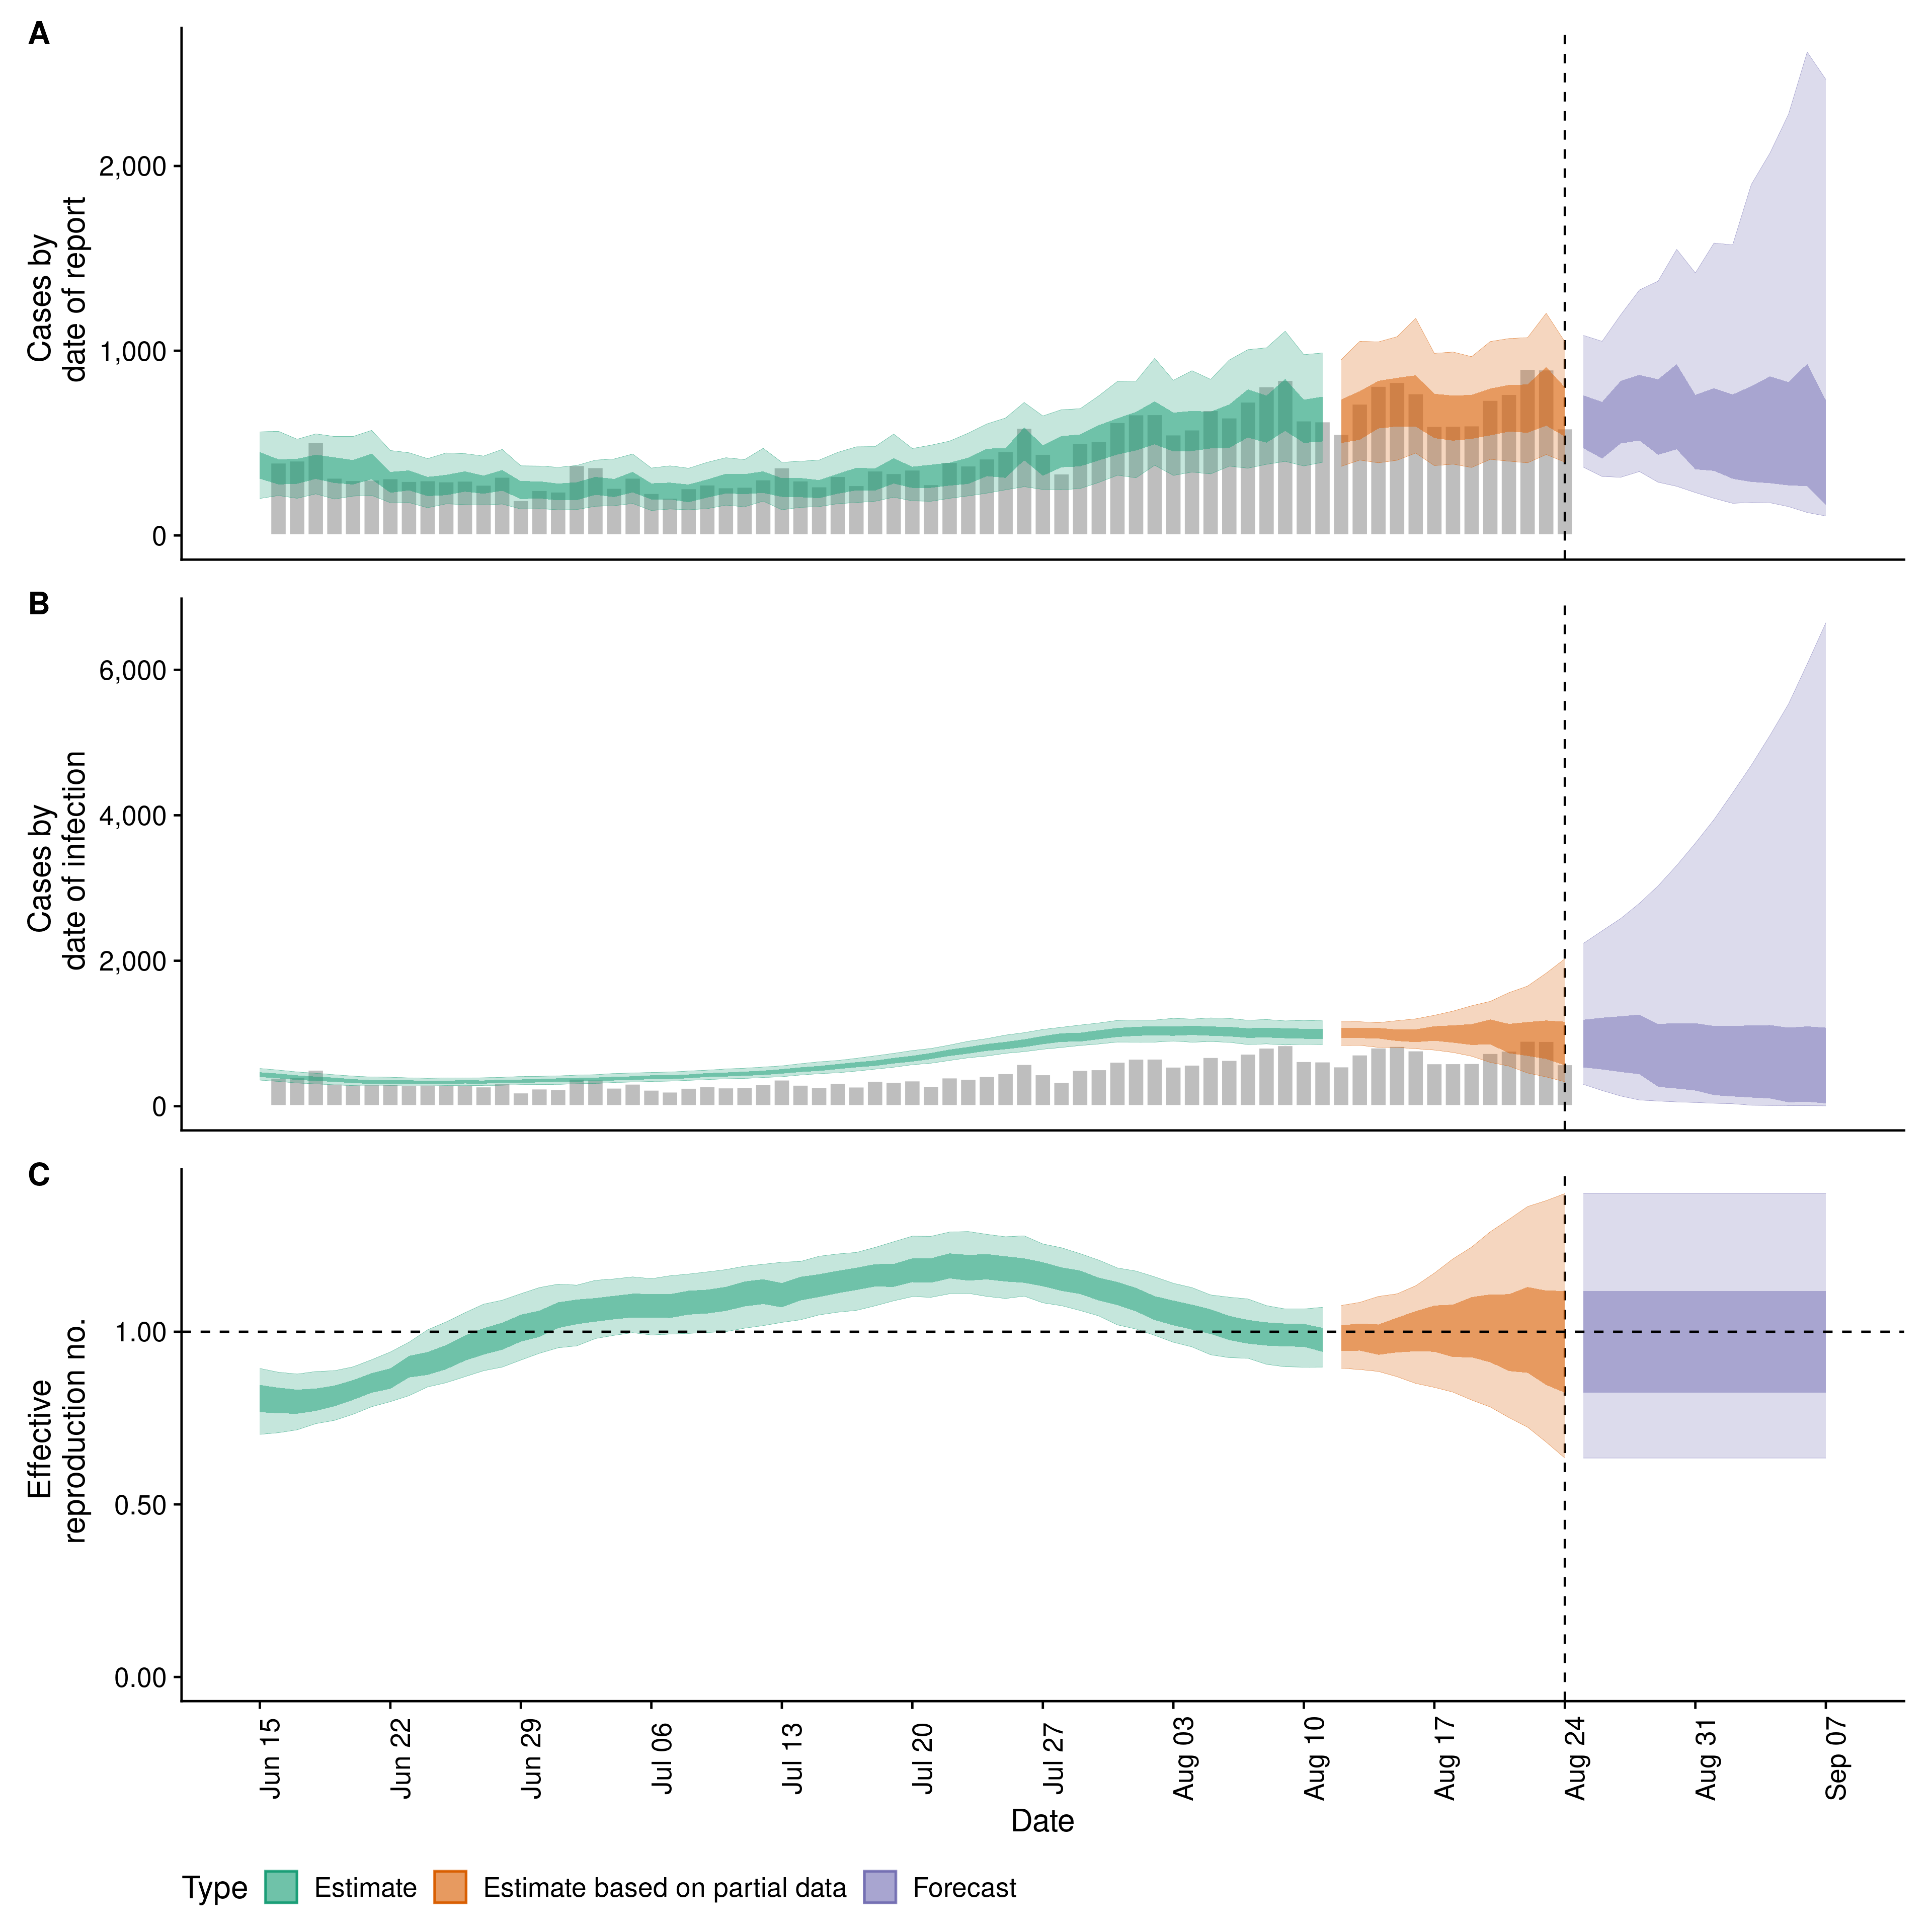 A
Cases by
date of report
2,000
1,000
0
B
Cases by
date of infection
6,000
4,000
2,000
0
C
Effective
reproduction no.
1.00
0.50
0.00
Jun 15
Jun 22
Jun 29
Jul 06
Jul 13
Jul 20
Jul 27
Aug 03
Aug 10
Aug 17
Aug 24
Aug 31
Sep 07
Date
Type Estimate Estimate based on partial data Forecast